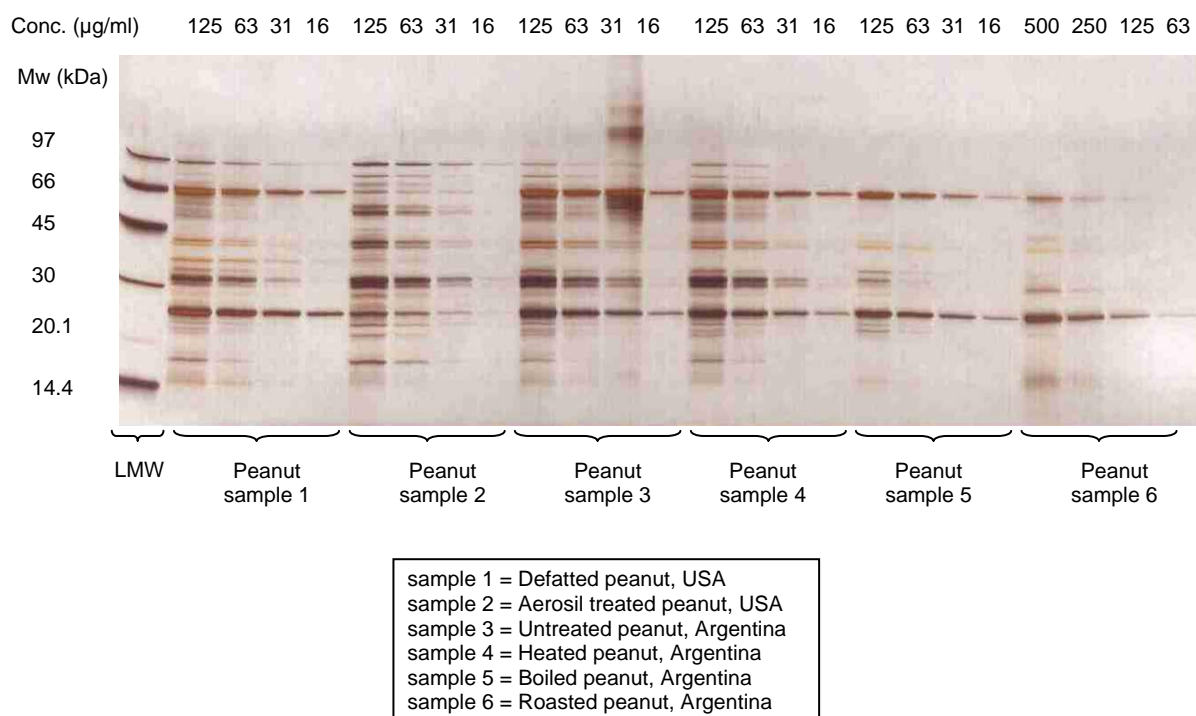 Conc. (µg/ml) 125 63 31 16 125 63 31 16 125 63 31 16 125 63 31 16 125 63 31 16 500 250 125 63
Mw (kDa)
97
66
45
30
20.1
14.4
LMW Peanut Peanut Peanut Peanut Peanut Peanut
sample 1 sample 2 sample 3 sample 4 sample 5 sample 6
sample 1 = Defatted peanut, USA
sample 2 = Aerosil treated peanut, USA
sample 3 = Untreated peanut, Argentina
sample 4 = Heated peanut, Argentina
sample 5 = Boiled peanut, Argentina
sample 6 = Roasted peanut, Argentina